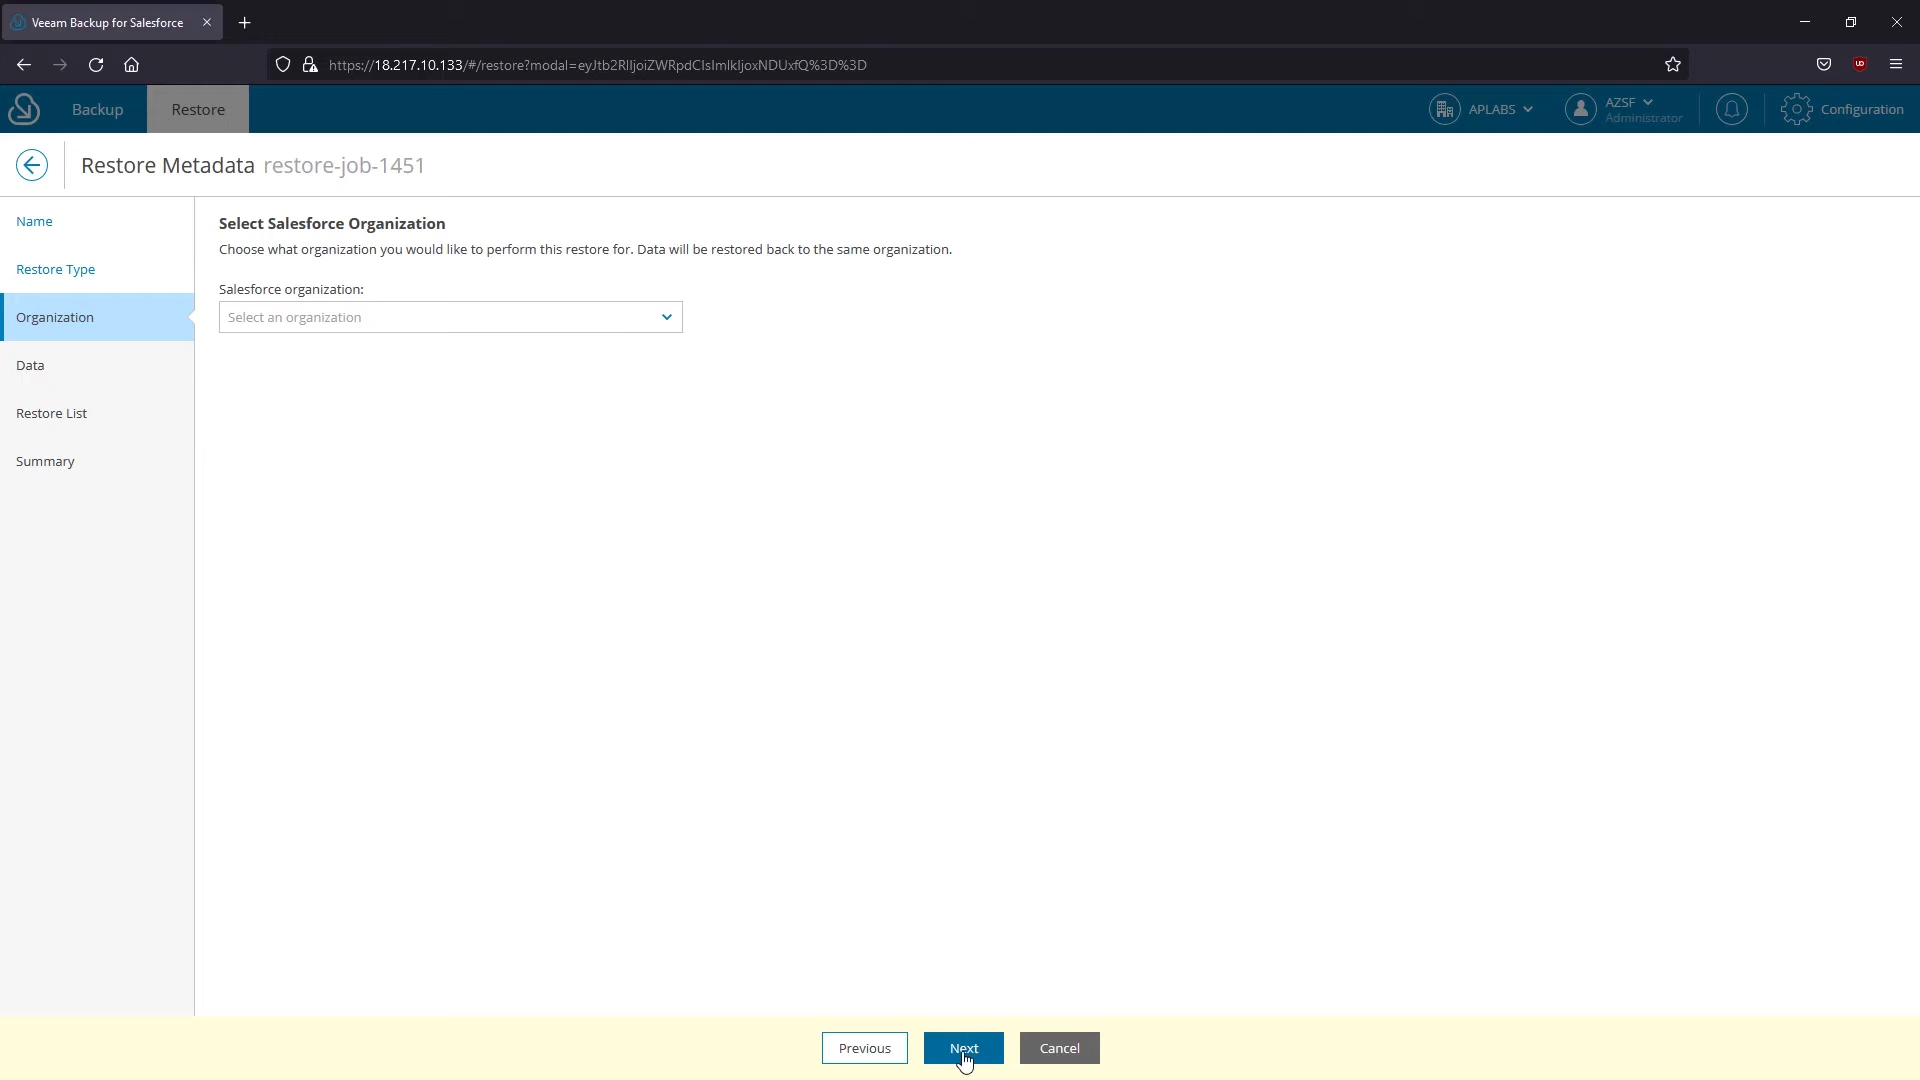 Veeam Backup for Salesforce
https://18.217.10.133/#/restore?modal=eyJtb2RlIjoiZWRpdCIsImlkIjoxNDUxfQ%3D%3D
Backup
Restore
APLABS
AZSF
Administrator
Configuration
Restore Metadata restore-job-1451
Name
Restore Type
Organization
Data
Restore List
Summary
Select Salesforce Organization
Choose what organization you would like to perform this restore for. Data will be restored back to the same organization.
Salesforce organization:
Select an organization
Previous
Next
Cancel